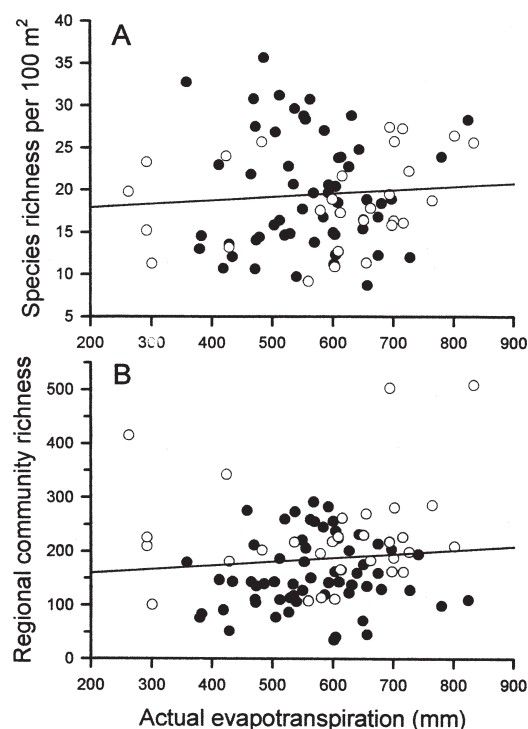 A
Species richness per 100 m²
40
35
30
25
20
15
10
5
200 300 400 500 600 700 800 900
B
Regional community richness
500
400
300
200
100
0
200 300 400 500 600 700 800 900
Actual evapotranspiration (mm)